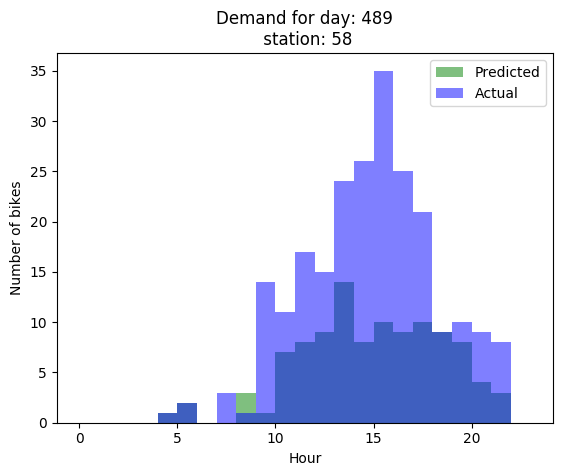 Demand for day: 489
station: 58
Predicted
Actual
35
30
25
20
15
10
5
0
Number of bikes
0 5 10 15 20
Hour